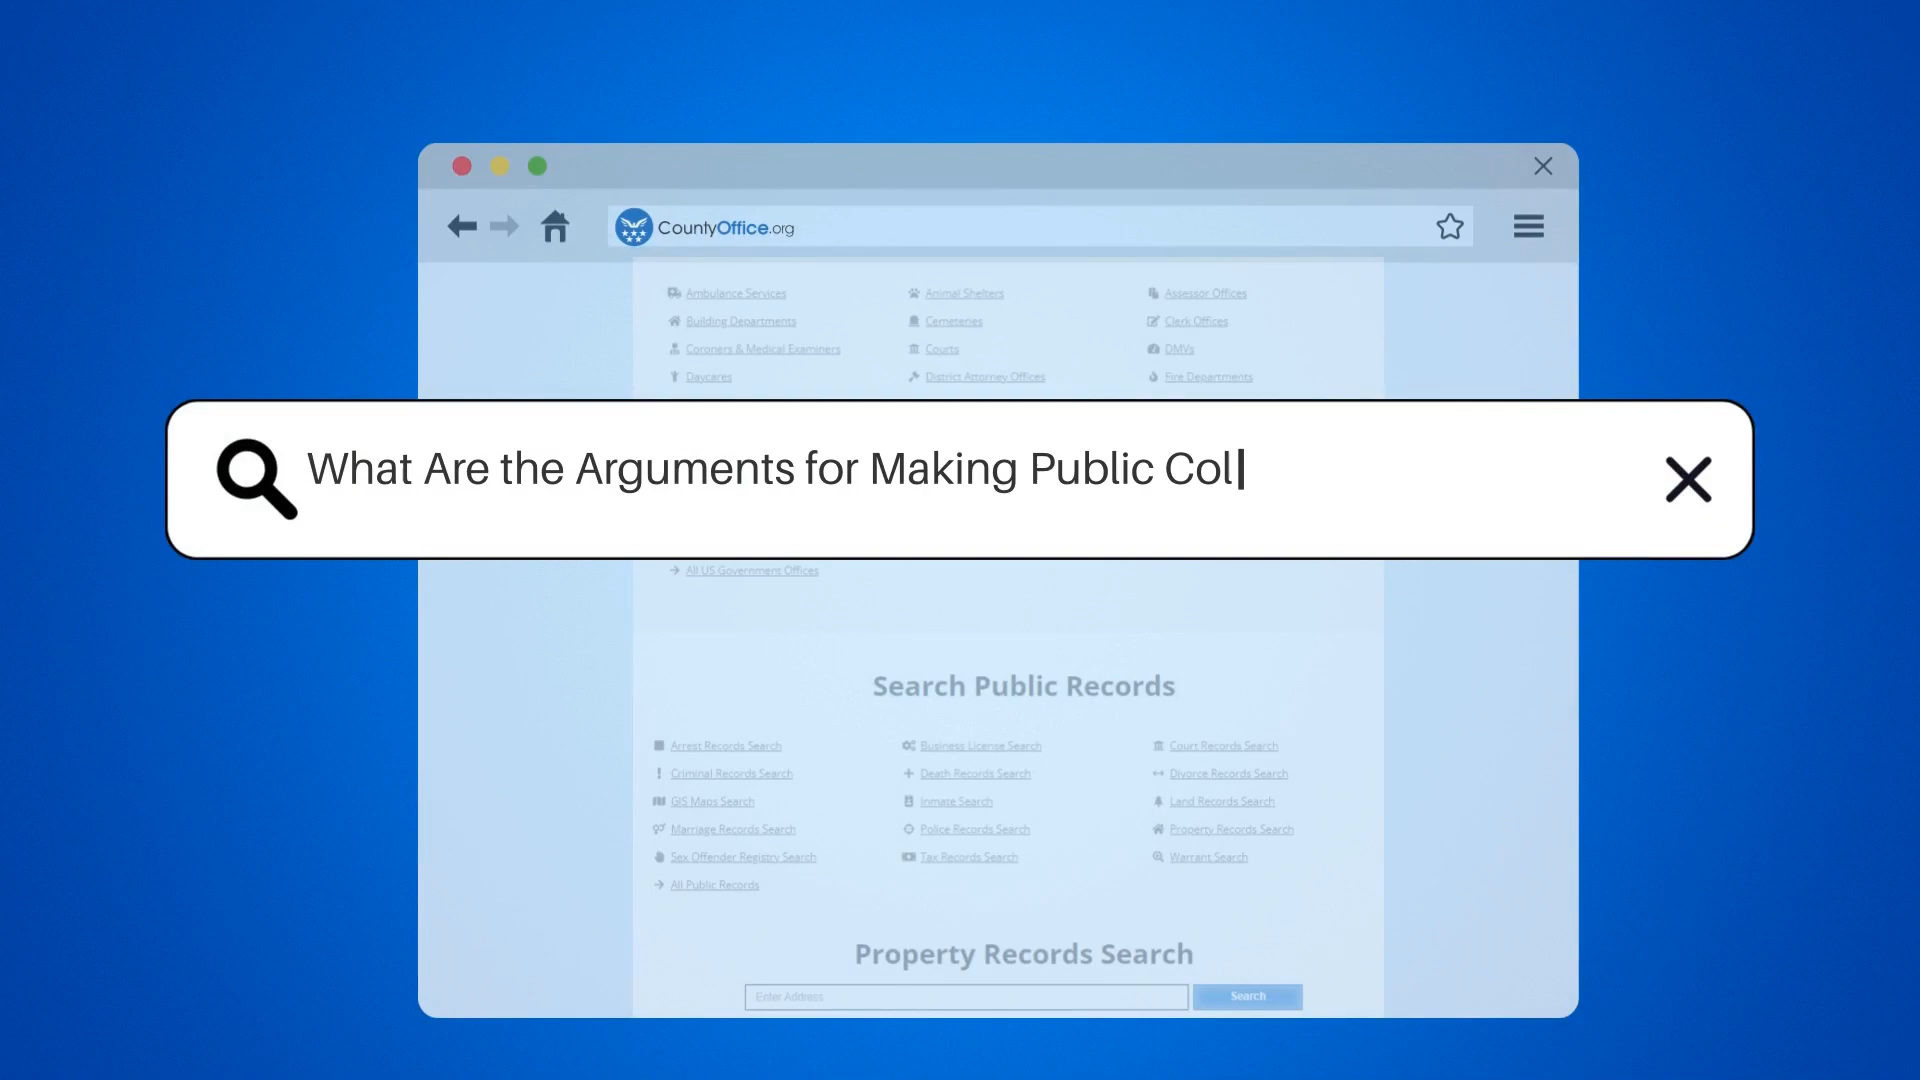 CountyOffice.org
Ambulance Services Animal Shelters Assessor Offices
Building Departments Cemeteries Clerk Offices
Coroners & Medical Examiners Courts DMVs
Daycares District Attorney Offices Fire Departments
What Are the Arguments for Making Public Col
All US Government Offices
Search Public Records
Arrest Records Search Business License Search Court Records Search
Criminal Records Search Death Records Search Divorce Records Search
GIS Maps Search Inmate Search Land Records Search
Marriage Records Search Police Records Search Property Records Search
Sex Offender Registry Search Tax Records Search Warrant Search
All Public Records
Property Records Search
Enter Address Search